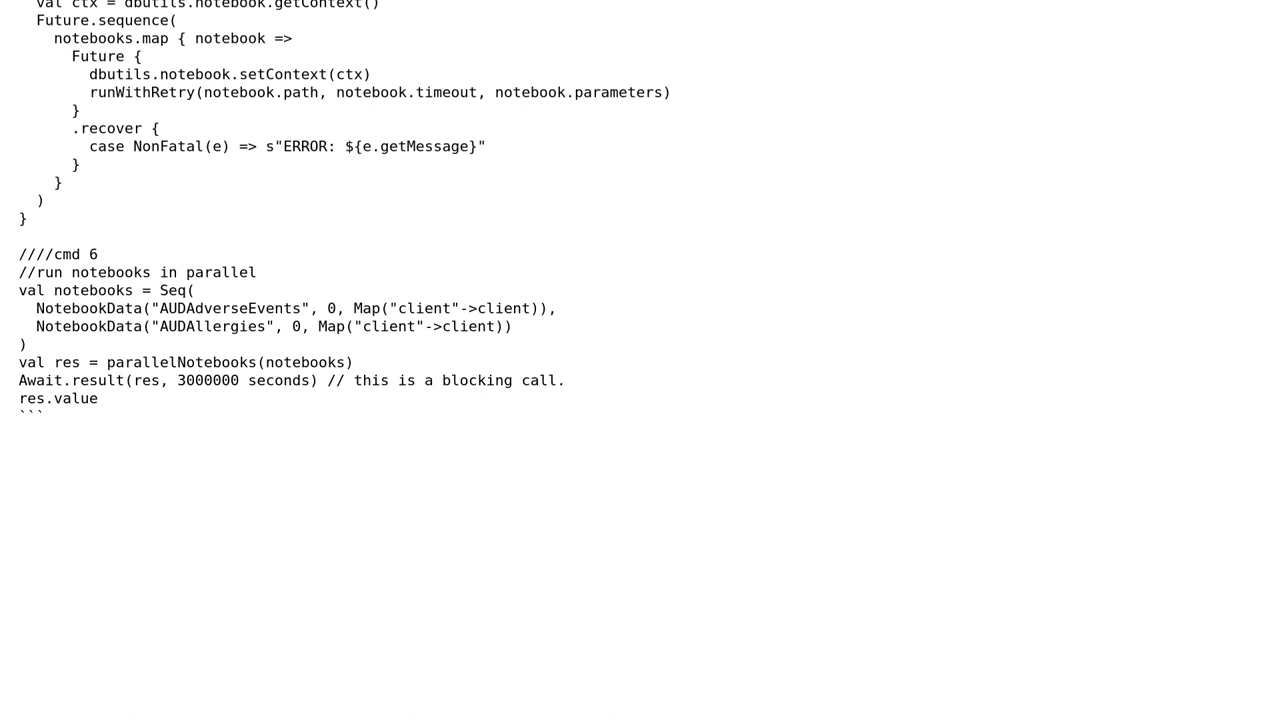 val ctx = dbutils.notebook.getContext()
Future.sequence(
notebooks.map { notebook =>
Future {
dbutils.notebook.setContext(ctx)
runWithRetry(notebook.path, notebook.timeout, notebook.parameters)
}
.recover {
case NonFatal(e) => s"ERROR: ${e.getMessage}"
}
}
)
}
////cmd 6
//run notebooks in parallel
val notebooks = Seq(
NotebookData("AUDAdverseEvents", 0, Map("client"->client)),
NotebookData("AUDAllergies", 0, Map("client"->client))
)
val res = parallelNotebooks(notebooks)
Await.result(res, 3000000 seconds) // this is a blocking call.
res.value
```